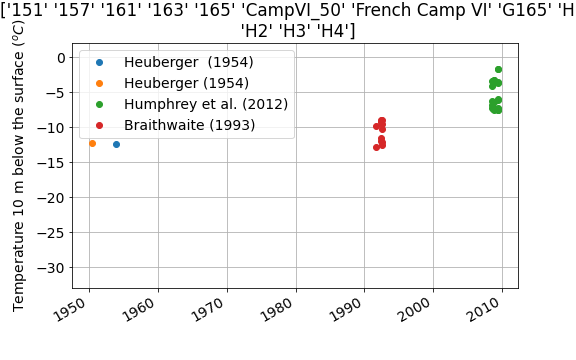 ['151' '157' '161' '163' '165' 'CampVI_50' 'French Camp VI' 'G165' 'H
'H2' 'H3' 'H4']
Temperature 10 m below the surface (°C)
0
−5
−10
−15
−20
−25
−30
Heuberger  (1954)
Heuberger (1954)
Humphrey et al. (2012)
Braithwaite (1993)
1950
1960
1970
1980
1990
2000
2010